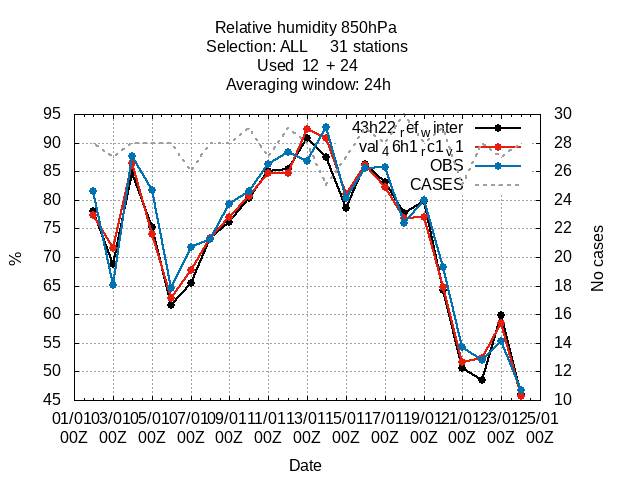 Relative humidity 850hPa
Selection: ALL 31 stations
Used 12 + 24
Averaging window: 24h
95
90
85
80
75
70
65
60
55
50
45
30
28
26
24
22
20
18
16
14
12
10
%
No cases
43h22_ref_winter
val_46h1_rc1_v1
OBS
CASES
01/01 03/01 05/01 07/01 09/01 11/01 13/01 15/01 17/01 19/01 21/01 23/01 25/01
00Z 00Z 00Z 00Z 00Z 00Z 00Z 00Z 00Z 00Z 00Z 00Z 00Z
Date